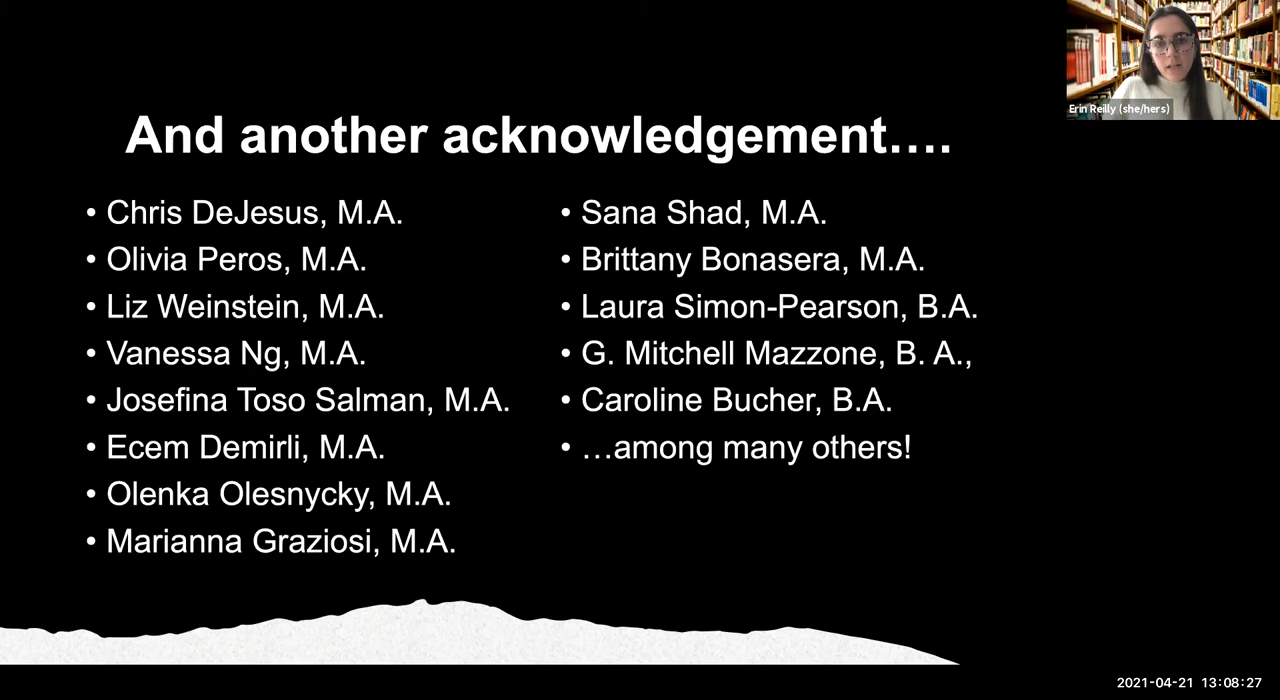 And another acknowledgement....
• Chris DeJesus, M.A.
• Olivia Peros, M.A.
• Liz Weinstein, M.A.
• Vanessa Ng, M.A.
• Josefina Toso Salman, M.A.
• Ecem Demirli, M.A.
• Olenka Olesnycky, M.A.
• Marianna Graziosi, M.A.
• Sana Shad, M.A.
• Brittany Bonasera, M.A.
• Laura Simon-Pearson, B.A.
• G. Mitchell Mazzone, B. A.,
• Caroline Bucher, B.A.
• …among many others!
Erin Reilly (she/hers)
2021-04-21 13:08:27